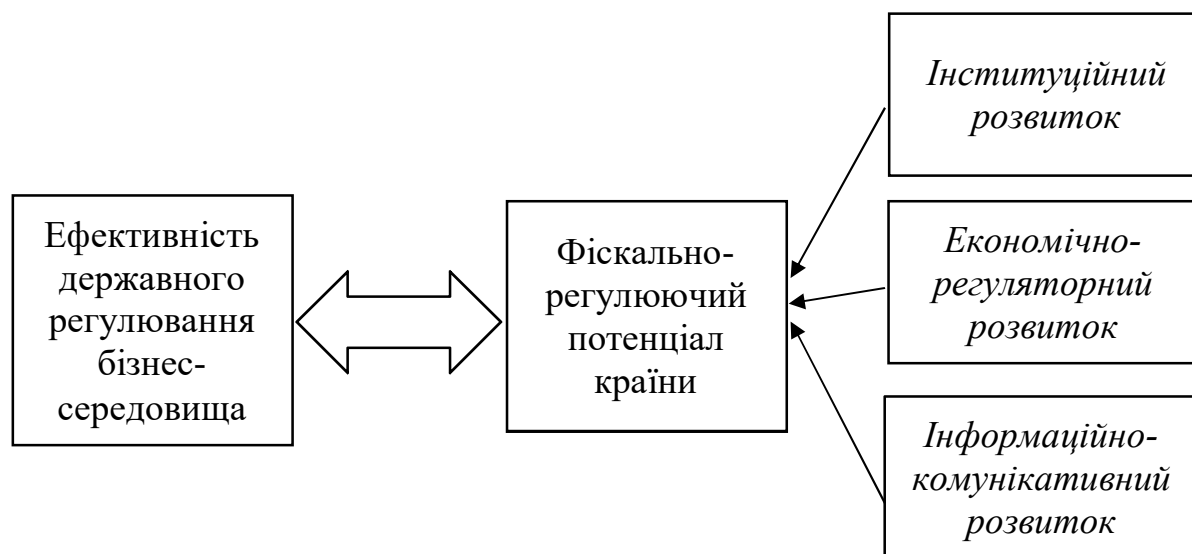 Ефективність
державного
регулювання
бізнес-
середовища
Фіскально-
регулюючий
потенціал
країни
Інституційний
розвиток
Економічно-
регуляторний
розвиток
Інформаційно-
комунікативний
розвиток